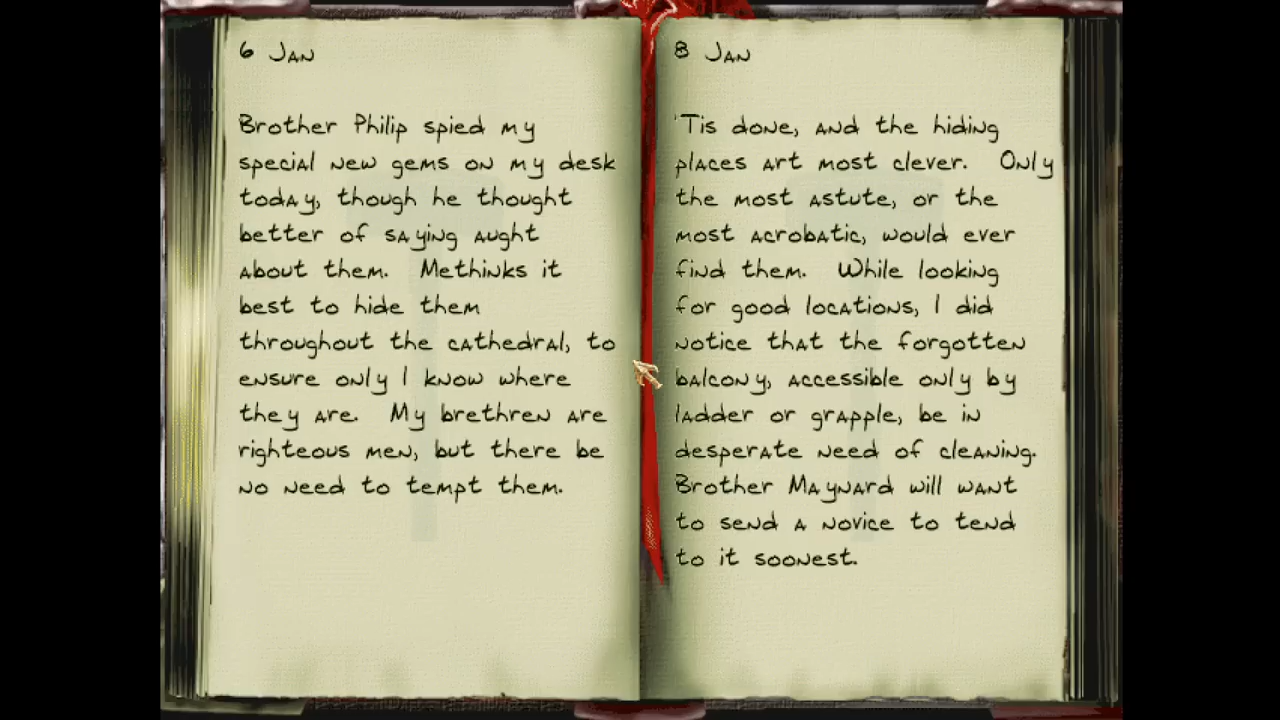 6 Jan
Brother Philip spied my
special new gems on my desk
today, though he thought
better of saying aught
about them. Methinks it
best to hide them
throughout the cathedral, to
ensure only I know where
they are. My brethren are
righteous men, but there be
no need to tempt them.
8 Jan
'Tis done, and the hiding
places art most clever. Only
the most astute, or the
most acrobatic, would ever
find them. While looking
for good locations, I did
notice that the forgotten
balcony, accessible only by
ladder or grapple, be in
desperate need of cleaning.
Brother Maynard will want
to send a novice to tend
to it soonest.